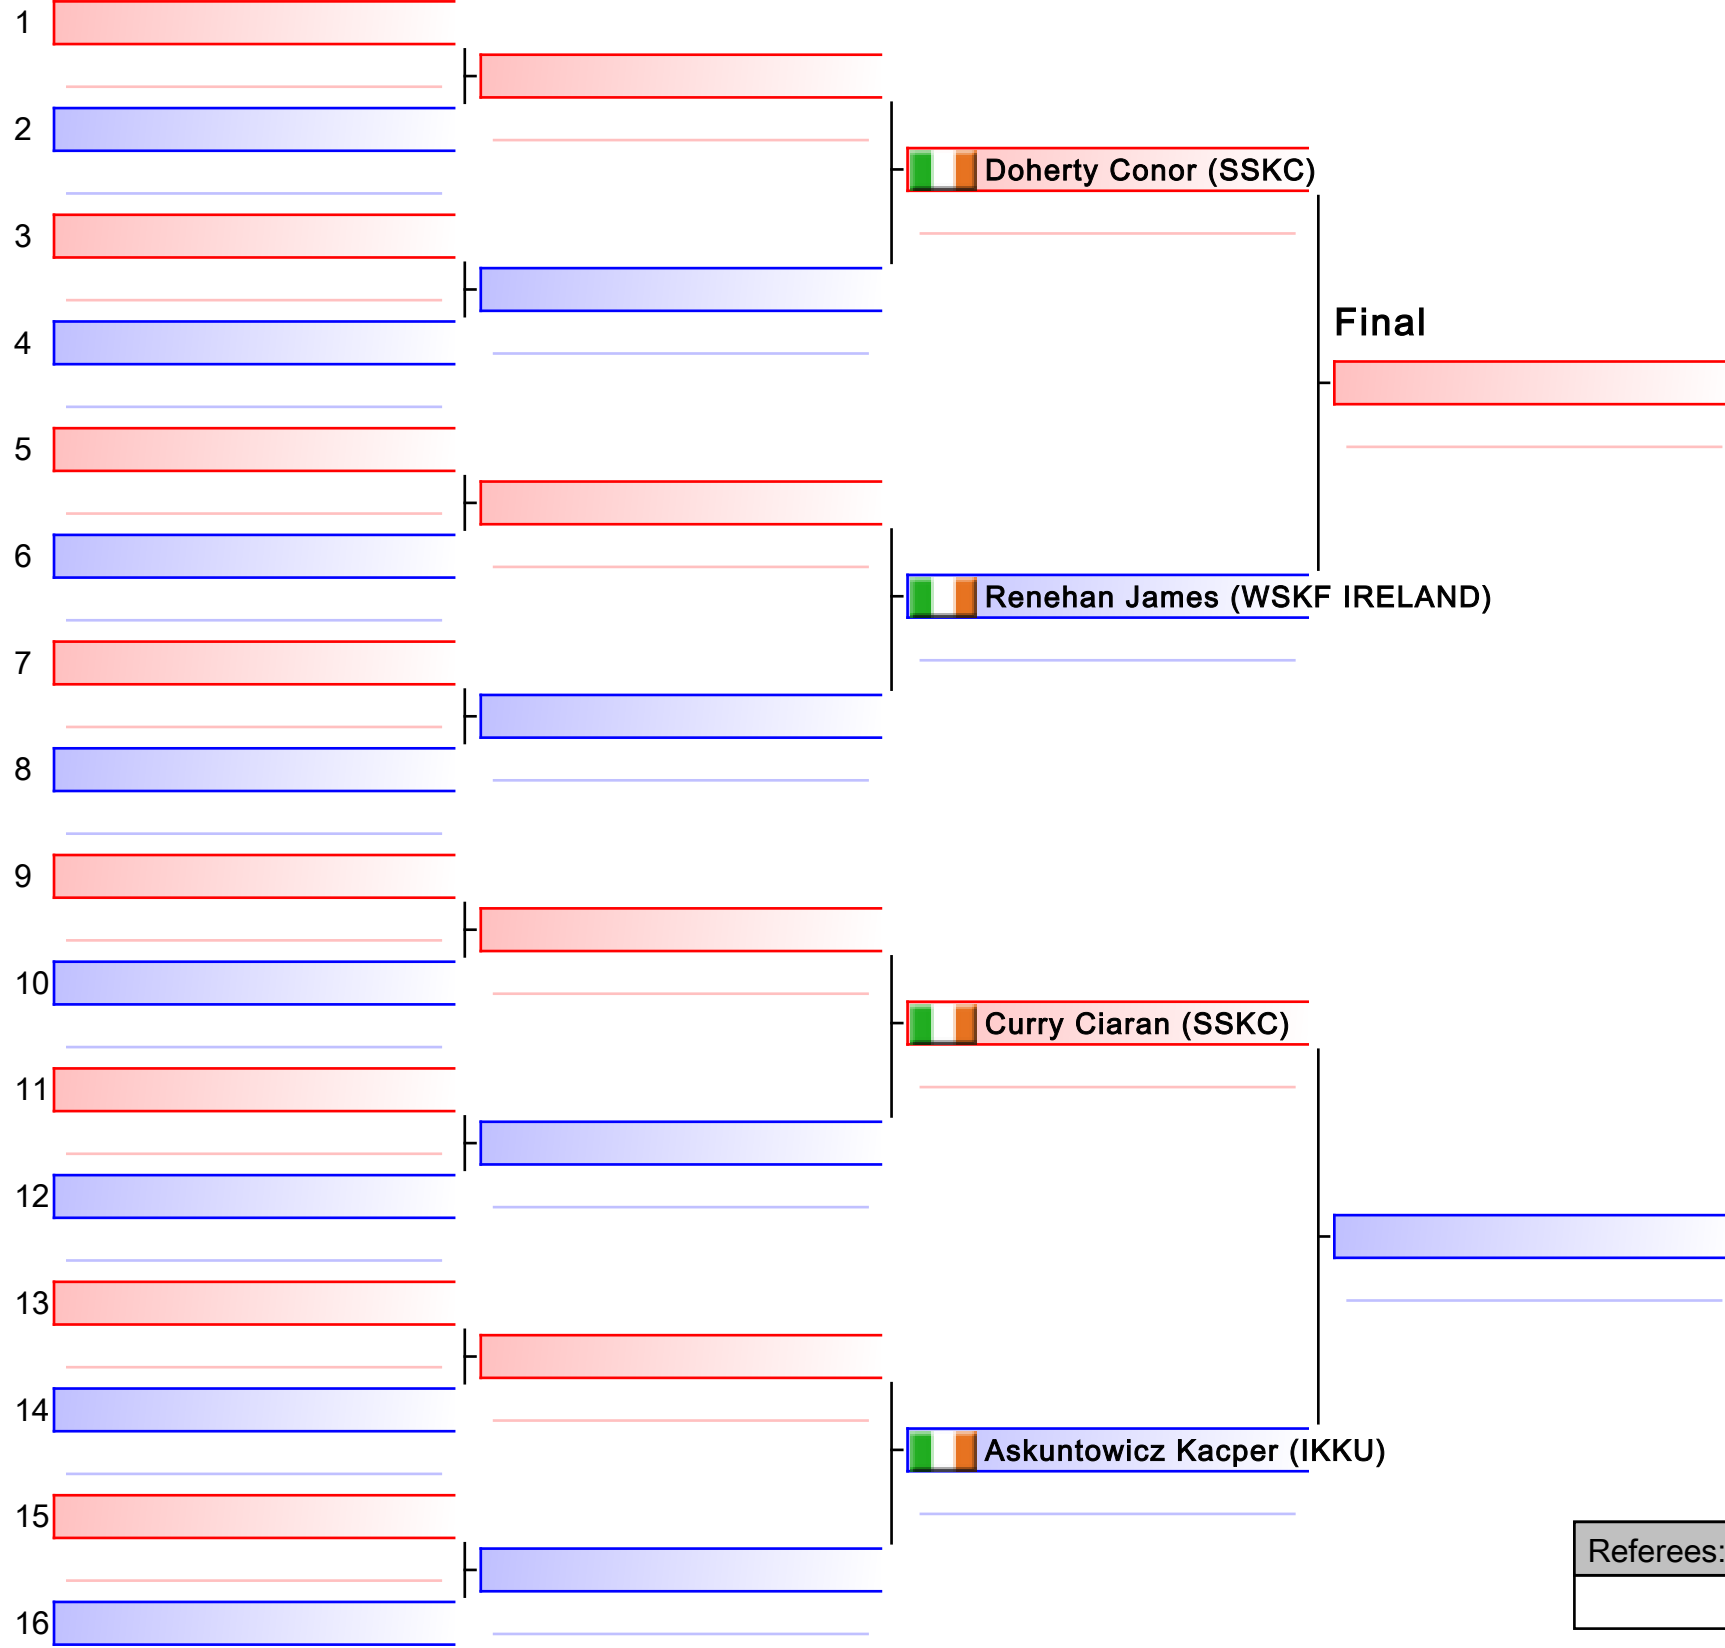 1
2
Doherty Conor (SSKC)
3
Final
4
5
6
Renehan James (WSKF IRELAND)
7
8
9
10
Curry Ciaran (SSKC)
11
12
13
14
Askuntowicz Kacper (IKKU)
15
Referees:
16